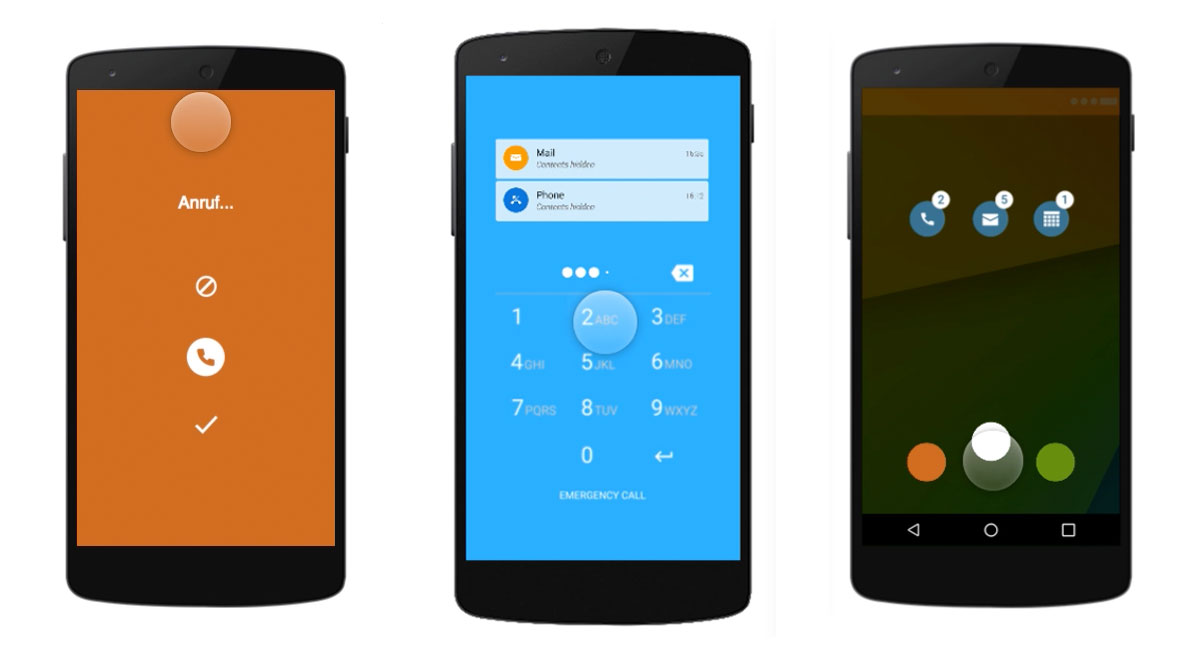 Anruf...
Mail
Contents hidden
Phone
Contents hidden
1
2 ABC
3 DEF
4 GHI
5 JKL
6 MNO
7 PQRS
8 TUV
9 WXYZ
0
EMERGENCY CALL
2
5
1